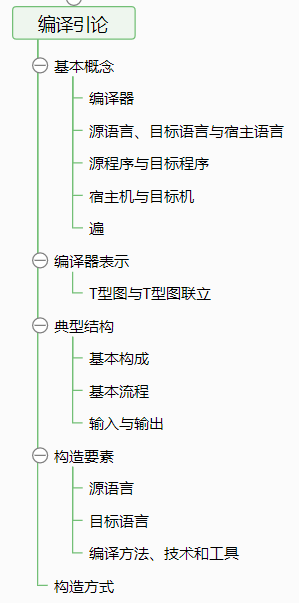 编译引论
基本概念
编译器
源语言、目标语言与宿主语言
源程序与目标程序
宿主机与目标机
遍
编译器表示
T型图与T型图联立
典型结构
基本构成
基本流程
输入与输出
构造要素
源语言
目标语言
编译方法、技术和工具
构造方式